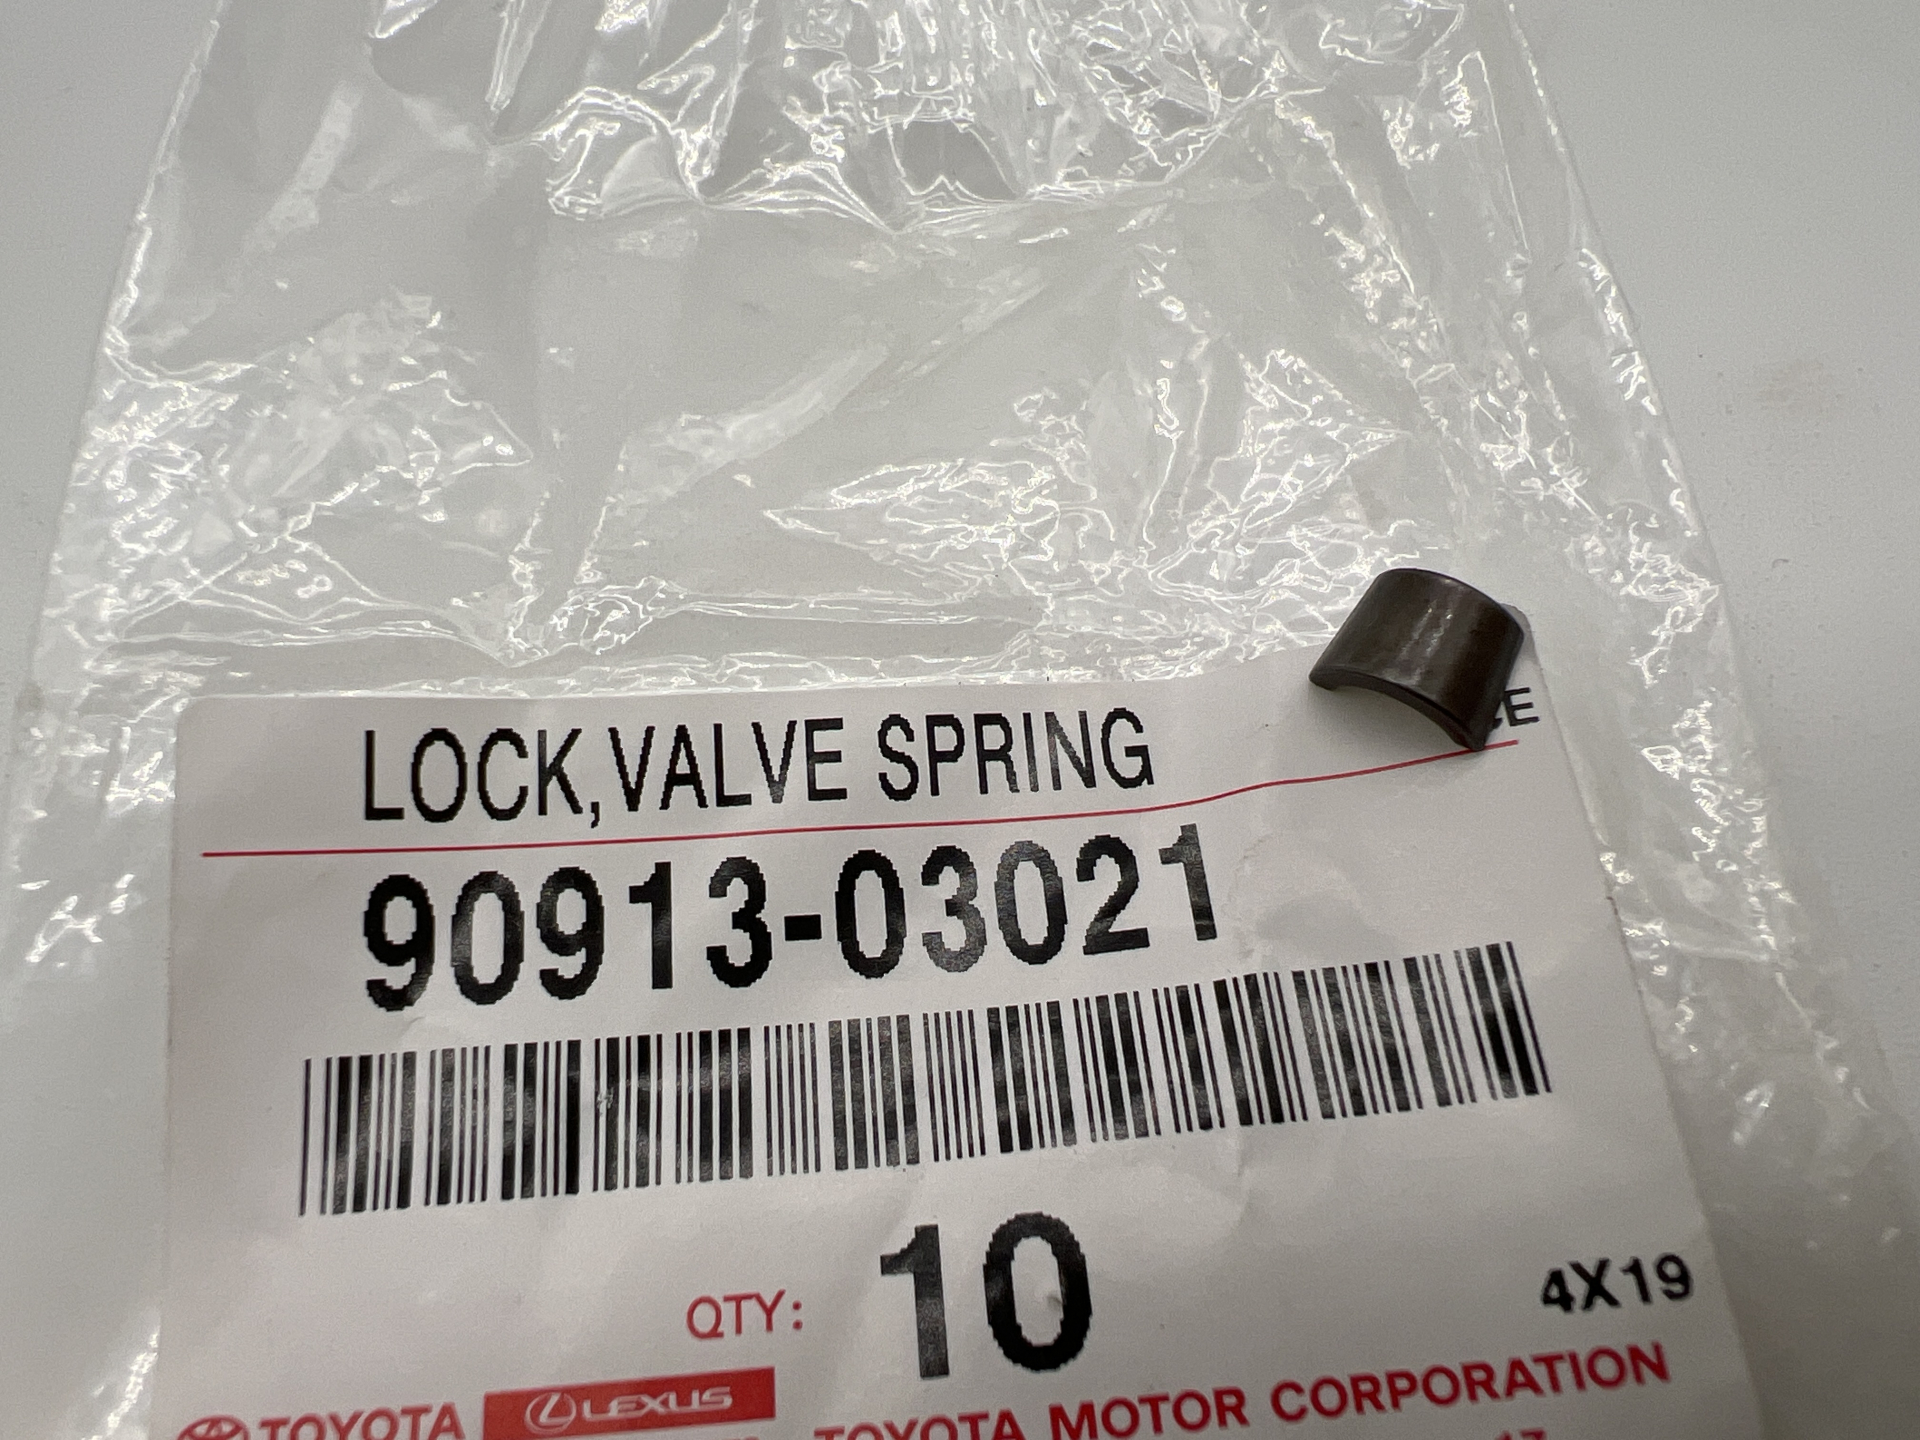 LOCK,VALVE SPRING
90913-03021
QTY: 10
4X19
TOYOTA LEXUS TOYOTA MOTOR CORPORATION